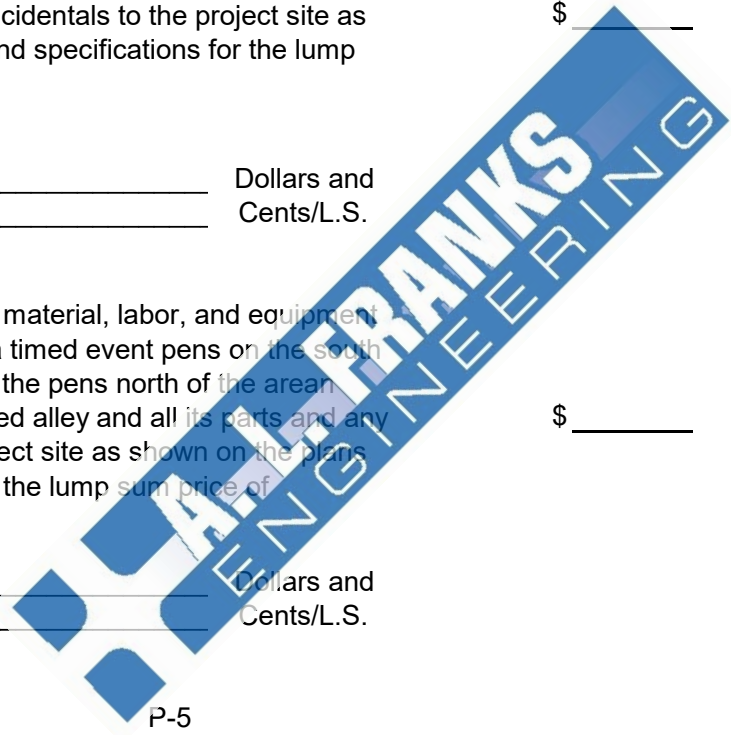 cidentals to the project site as
$
nd specifications for the lump
Dollars and
Cents/L.S.
material, labor, and equipment
timed event pens on the south
the pens north of the arean
ed alley and all its parts and any
$
ect site as shown on the plans
the lump sum price of
Dollars and
Cents/L.S.
P-5
A.L. FRANKS
ENGINEERING